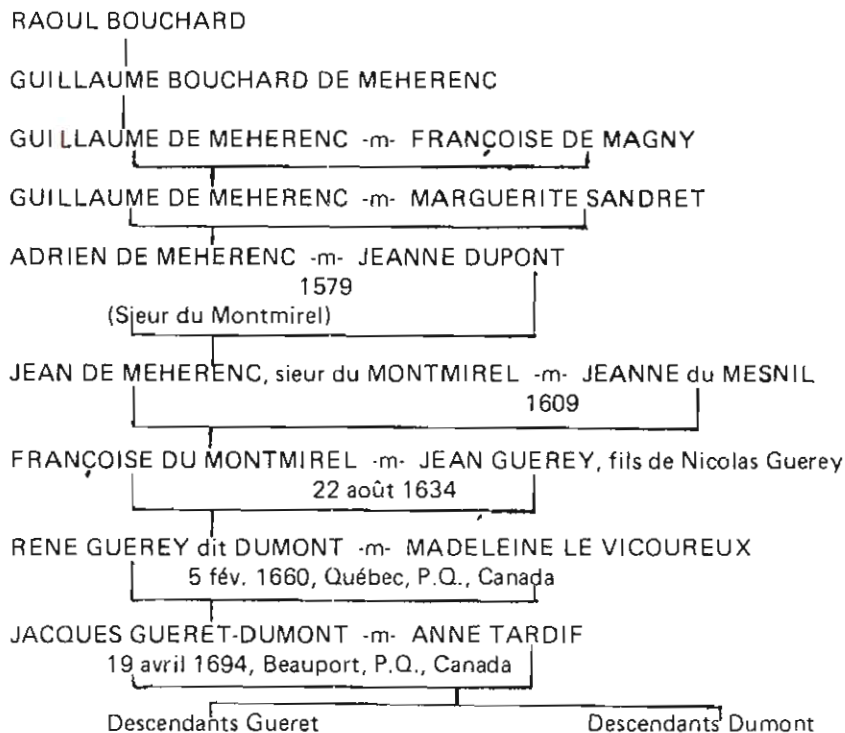 RAOUL BOUCHARD
GUILLAUME BOUCHARD DE MEHERENC
GUILLAUME DE MEHERENC -m- FRANÇOISE DE MAGNY
GUILLAUME DE MEHERENC -m- MARGUERITE SANDRET
ADRIEN DE MEHERENC -m- JEANNE DUPONT
1579
(Sieur du Montmirel)
JEAN DE MEHERENC, sieur du MONTMIREL -m- JEANNE du MESNIL
1609
FRANÇOISE DU MONTMIREL -m- JEAN GUEREY, fils de Nicolas Guerey
22 août 1634
RENE GUEREY dit DUMONT -m- MADELEINE LE VICOUREUX
5 fév. 1660, Québec, P.Q., Canada
JACQUES GUERET-DUMONT -m- ANNE TARDIF
19 avril 1694, Beauport, P.Q., Canada
Descendants Gueret Descendants Dumont